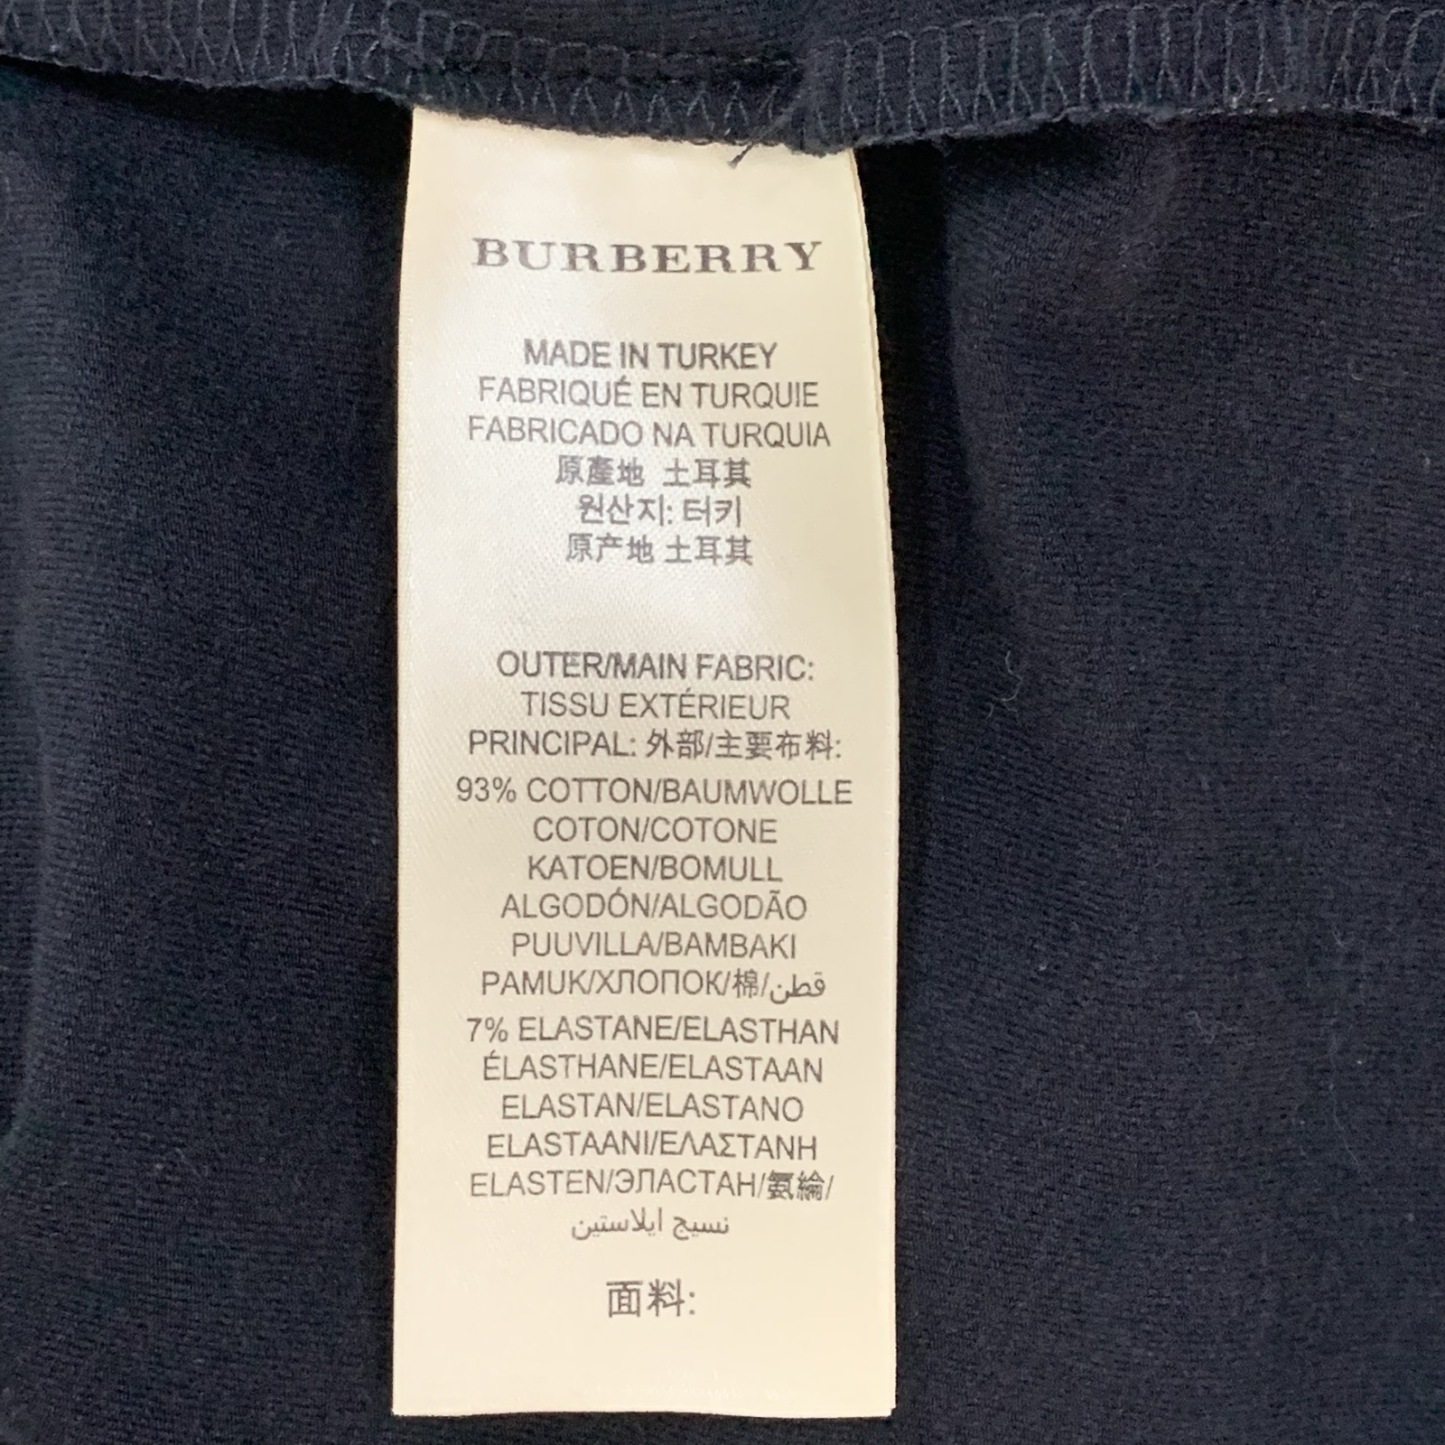 BURBERRY
MADE IN TURKEY
FABRIQUÉ EN TURQUIE
FABRICADO NA TURQUIA
原產地 土耳其
원산지: 터키
原产地 土耳其
OUTER/MAIN FABRIC:
TISSU EXTÉRIEUR
PRINCIPAL: 外部/主要布料:
93% COTTON/BAUMWOLLE
COTON/COTONE
KATOEN/BOMULL
ALGODÓN/ALGODÃO
PUUVILLA/BAMBAKI
PAMUK/ХЛОПОК/棉/قطن
7% ELASTANE/ELASTHAN
ÉLASTHANE/ELASTAAN
ELASTAN/ELASTANO
ELASTAANI/ΕΛΑΣΤΑΝΗ
ELASTEN/ЭЛАСТАН/氨綸/
نسيج ايلاستين
面料: